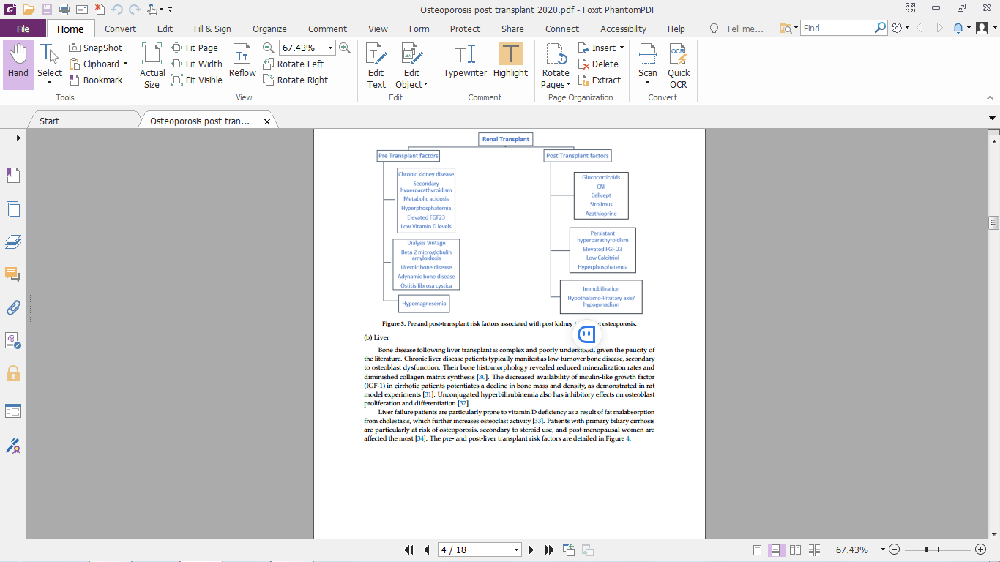 Osteoporosis post transplant 2020.pdf - Foxit PhantomPDF
File Home Convert Edit Fill & Sign Organize Comment View Form Protect Share Connect Accessibility Help Tell me... Find
Hand
Select
SnapShot
Clipboard
Bookmark
Tools
Actual Size
Fit Page
Fit Width
Fit Visible
Reflow
67.43%
Rotate Left
Rotate Right
View
Edit Text
Edit Object
Edit
Typewriter
Highlight
Comment
Rotate Pages
Insert
Delete
Extract
Page Organization
Scan
Quick OCR
OCR
Convert
Start
Osteoporosis post tran...
Renal Transplant
Pre Transplant factors
Chronic kidney disease
Secondary
hyperparathyroidism
Metabolic acidosis
Hyperphosphatemia
Elevated FGF23
Low Vitamin D levels
Dialysis Vintage
Beta 2 microglobulin
amyloidosis
Uremic bone disease
Adynamic bone disease
Ostitis fibrosa cystica
Hypomagnesemia
Post Transplant factors
Glucocorticoids
CNI
Cellcept
Sirolimus
Azathioprine
Persistant
hyperparathyroidism
Elevated FGF 23
Low Calcitriol
Hyperphosphatemia
Immobilization
Hypothalamo-Pitutary axis/
hypogonadism
Figure 3. Pre and post-transplant risk factors associated with post kidney osteoporosis.
(b) Liver
Bone disease following liver transplant is complex and poorly understood, given the paucity of
the literature. Chronic liver disease patients typically manifest as low-turnover bone disease, secondary
to osteoblast dysfunction. Their bone histomorphology revealed reduced mineralization rates and
diminished collagen matrix synthesis [30]. The decreased availability of insulin-like growth factor
(IGF-1) in cirrhotic patients potentiates a decline in bone mass and density, as demonstrated in rat
model experiments [31]. Unconjugated hyperbilirubinemia also has inhibitory effects on osteoblast
proliferation and differentiation [32].
Liver failure patients are particularly prone to vitamin D deficiency as a result of fat malabsorption
from cholestasis, which further increases osteoclast activity [33]. Patients with primary biliary cirrhosis
are particularly at risk of osteoporosis, secondary to steroid use, and post-menopausal women are
affected the most [34]. The pre- and post-liver transplant risk factors are detailed in Figure 4.
4 / 18
67.43%